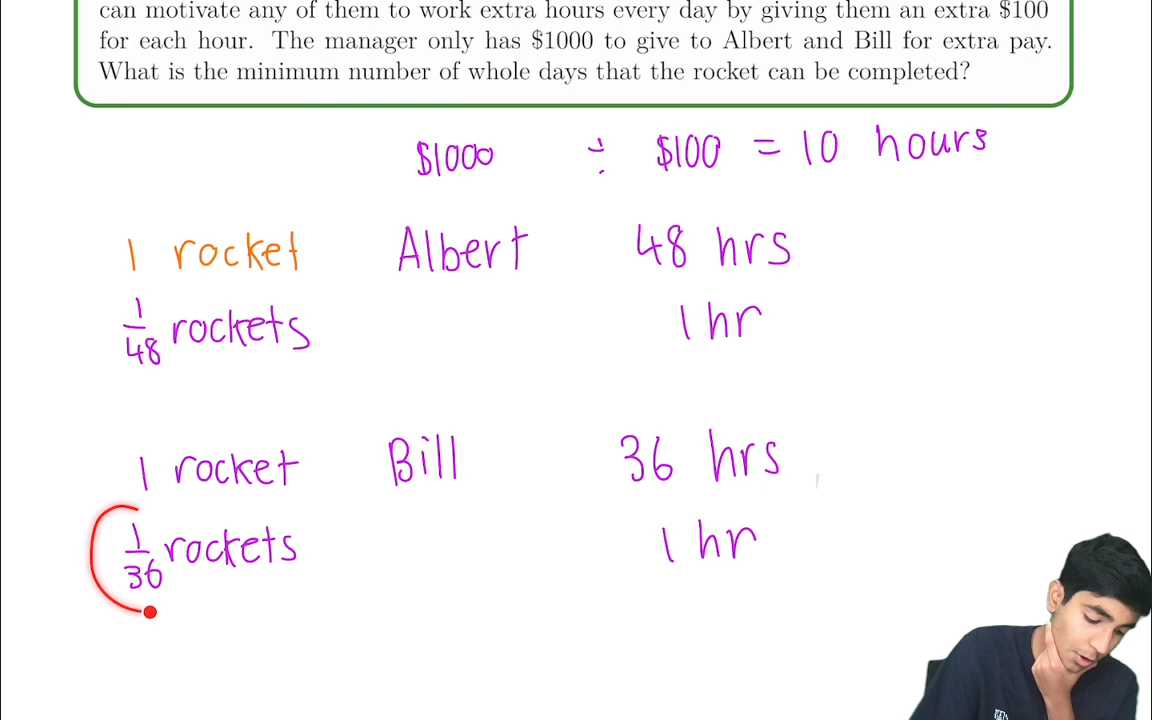 can motivate any of them to work extra hours every day by giving them an extra $100
for each hour. The manager only has $1000 to give to Albert and Bill for extra pay.
What is the minimum number of whole days that the rocket can be completed?
$1000 ÷ $100 = 10 hours
1 rocket Albert 48 hrs
1/48 rockets 1 hr
1 rocket Bill 36 hrs
1/36 rockets 1 hr